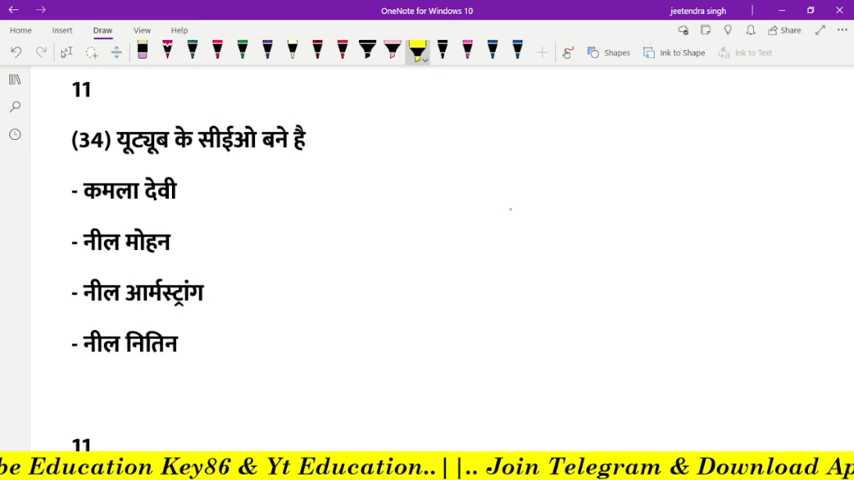 OneNote for Windows 10
jeetendra singh
Home Insert Draw View Help
Share
Shapes Ink to Shape Ink to Text
11
(34) यूट्यूब के सीईओ बने है
- कमला देवी
- नील मोहन
- नील आर्मस्ट्रांग
- नील नितिन
11
be Education Key86 & Yt Education..||.. Join Telegram & Download Ap